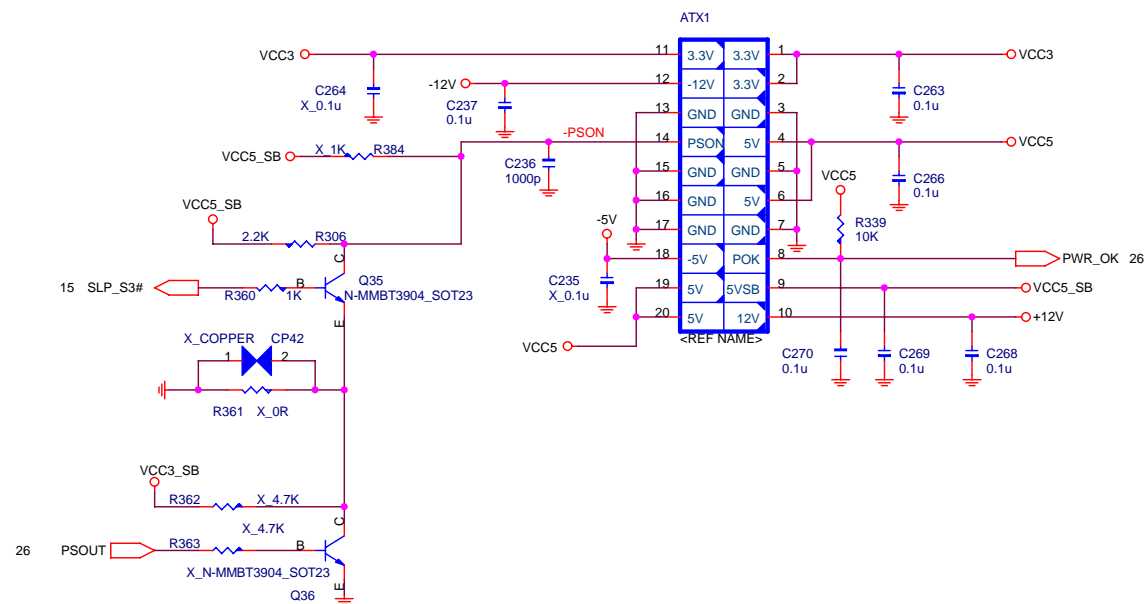 ATX1
VCC3
C264
X_0.1u
11 3.3V 3.3V 1
VCC3
-12V
C237
0.1u
12 -12V 3.3V 2
C263
0.1u
13 GND GND 3
-PSON
14 PSON 5V 4
VCC5
VCC5_SB
X_1K R384
C236
1000p
15 GND GND 5
C266
0.1u
16 GND 5V 6
VCC5
R339
10K
17 GND GND 7
VCC5_SB
2.2K R306
-5V
18 -5V POK 8
PWR_OK 26
C235
X_0.1u
19 5V 5VSB 9
VCC5_SB
20 5V 12V 10
+12V
<REF NAME>
VCC5
C270
0.1u
C269
0.1u
C268
0.1u
C
Q35
N-MMBT3904_SOT23
15 SLP_S3#
R360 1K
B
E
X_COPPER CP42
1 2
R361 X_0R
VCC3_SB
R362 X_4.7K
C
X_4.7K
26 PSOUT
R363
B
X_N-MMBT3904_SOT23
E
Q36